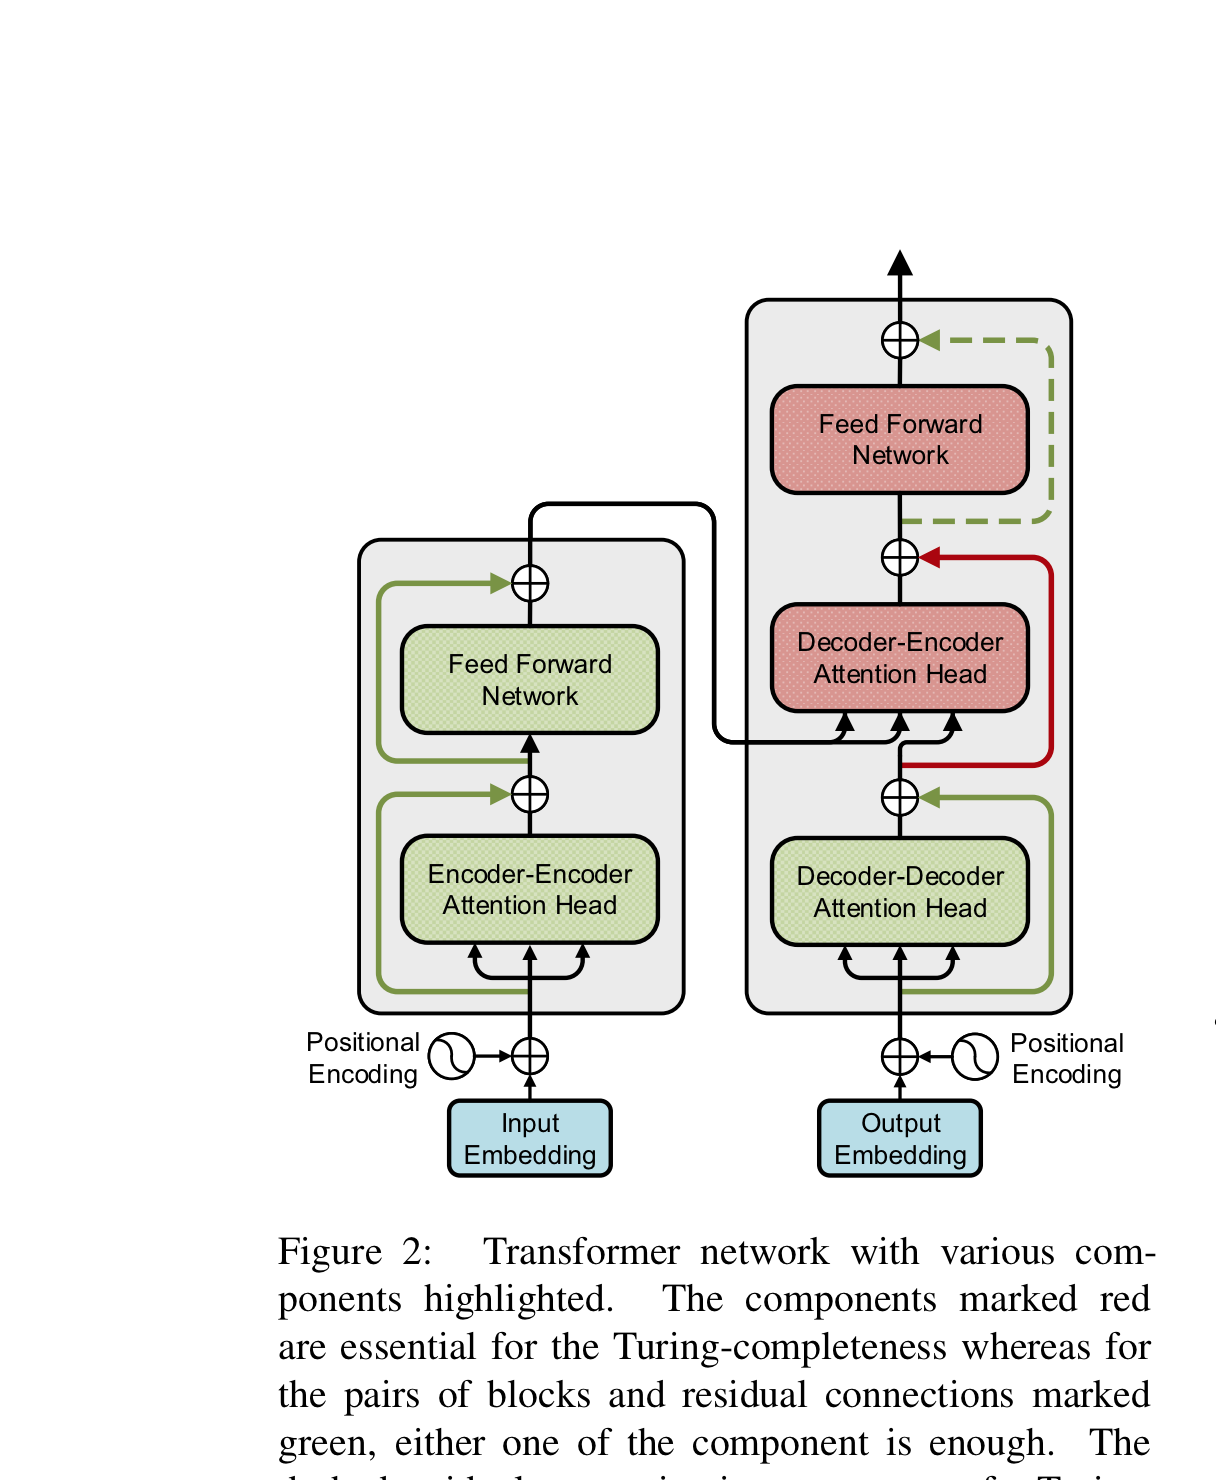 Feed Forward
Network
Decoder-Encoder
Attention Head
Feed Forward
Network
Encoder-Encoder
Attention Head
Decoder-Decoder
Attention Head
Positional
Encoding
Positional
Encoding
Input
Embedding
Output
Embedding
Figure 2: Transformer network with various com-
ponents highlighted. The components marked red
are essential for the Turing-completeness whereas for
the pairs of blocks and residual connections marked
green, either one of the component is enough. The